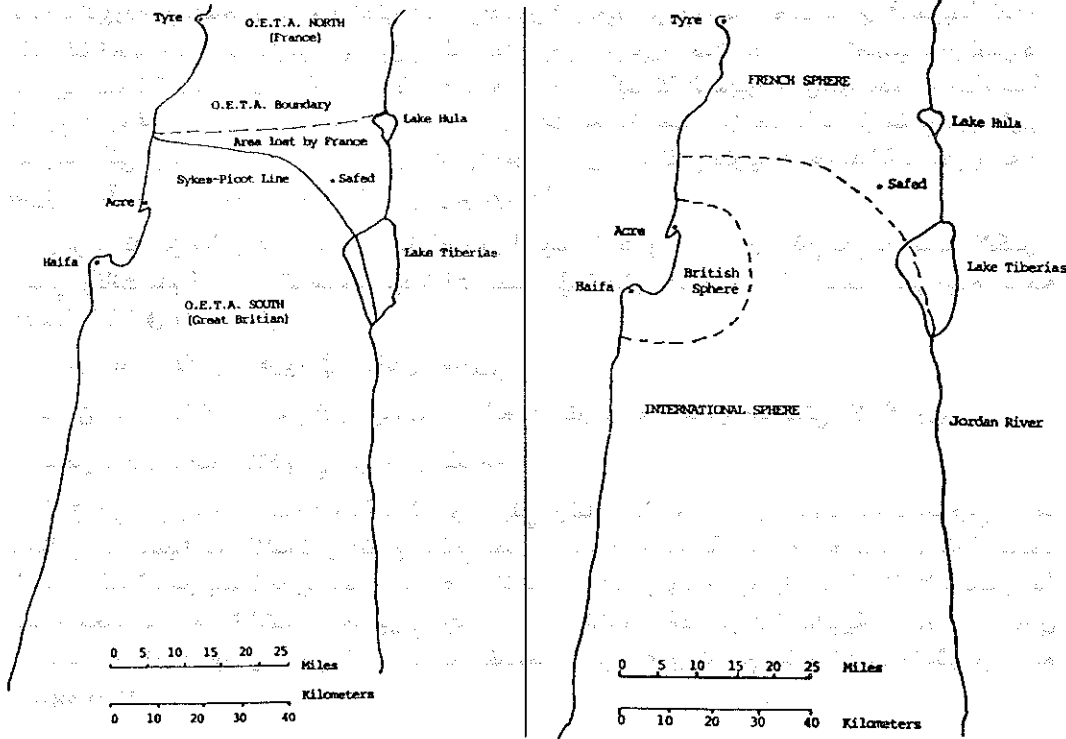 Tyre
O.E.T.A. NORTH
(France)
O.E.T.A. Boundary
Lake Hula
Area lost by France
Sykes-Picot Line
Safed
Acre
Haifa
Lake Tiberias
O.E.T.A. SOUTH
(Great Britian)
0 5 10 15 20 25
Miles
Kilometers
0 10 20 30 40
Tyre
FRENCH SPHERE
Lake Hula
Safed
Acre
British
Sphere
Haifa
Lake Tiberias
INTERNATIONAL SPHERE
Jordan River
0 5 10 15 20 25
Miles
0 10 20 30 40
Kilometers